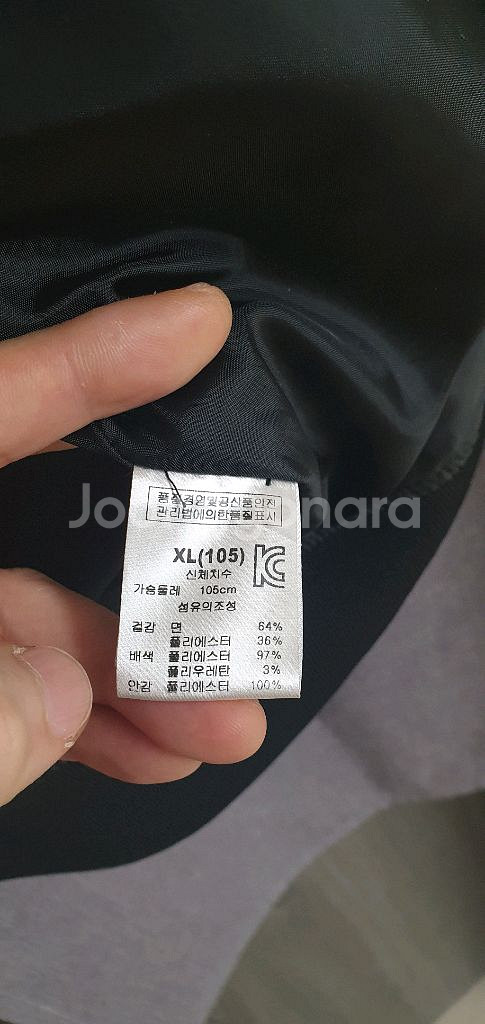 품질경영및공산품안전
관리법에의한품질표시
XL(105)
신체치수
가슴둘레 105cm
섬유의조성
겉감 면 64%
폴리에스터 36%
배색 폴리에스터 97%
폴리우레탄 3%
안감 폴리에스터 100%